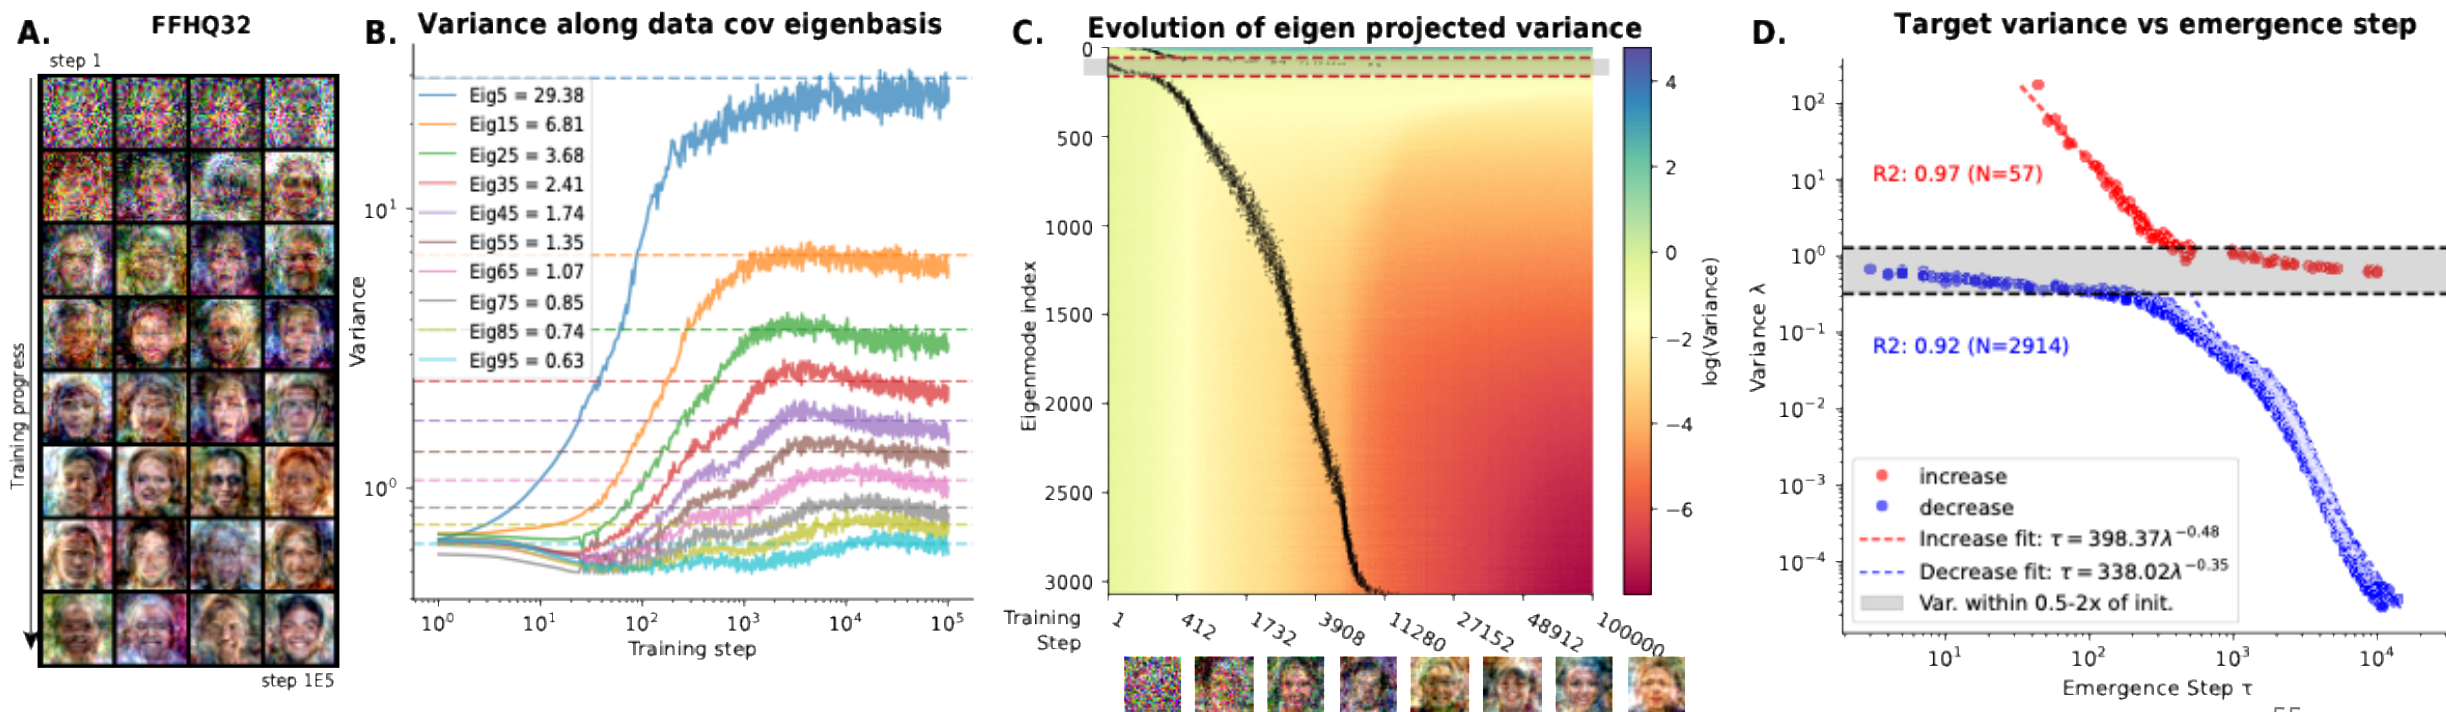 A.
FFHQ32
step 1
Training progress
step 1E5
B.
Variance along data cov eigenbasis
Variance
10¹
10⁰
Eig5 = 29.38
Eig15 = 6.81
Eig25 = 3.68
Eig35 = 2.41
Eig45 = 1.74
Eig55 = 1.35
Eig65 = 1.07
Eig75 = 0.85
Eig85 = 0.74
Eig95 = 0.63
10⁰ 10¹ 10² 10³ 10⁴ 10⁵
Training step
C.
Evolution of eigen projected variance
Eigenmode index
0
500
1000
1500
2000
2500
3000
Training
Step
1 412 1732 3908 11280 27152 48912 100000
4
2
0
−2
−4
−6
log(Variance)
D.
Target variance vs emergence step
Variance λ
10²
10¹
10⁰
10⁻¹
10⁻²
10⁻³
10⁻⁴
R2: 0.97 (N=57)
R2: 0.92 (N=2914)
increase
decrease
Increase fit: τ = 398.37λ⁻⁰·⁴⁸
Decrease fit: τ = 338.02λ⁻⁰·³⁵
Var. within 0.5-2x of init.
10¹ 10² 10³ 10⁴
Emergence Step τ